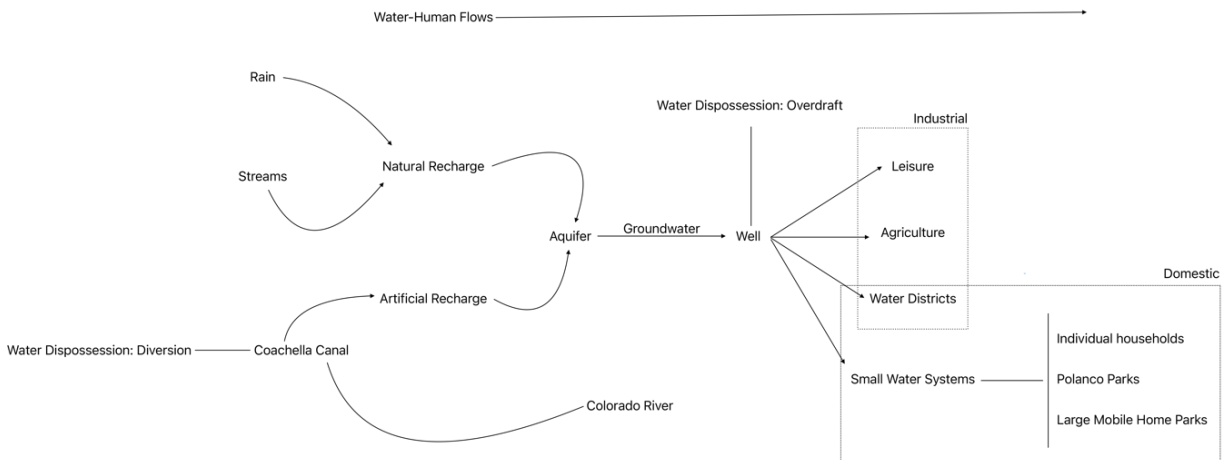 Water-Human Flows
Rain
Water Dispossession: Overdraft
Industrial
Natural Recharge
Leisure
Streams
Aquifer
Groundwater
Well
Agriculture
Domestic
Artificial Recharge
Water Districts
Individual households
Water Dispossession: Diversion
Coachella Canal
Small Water Systems
Polanco Parks
Colorado River
Large Mobile Home Parks